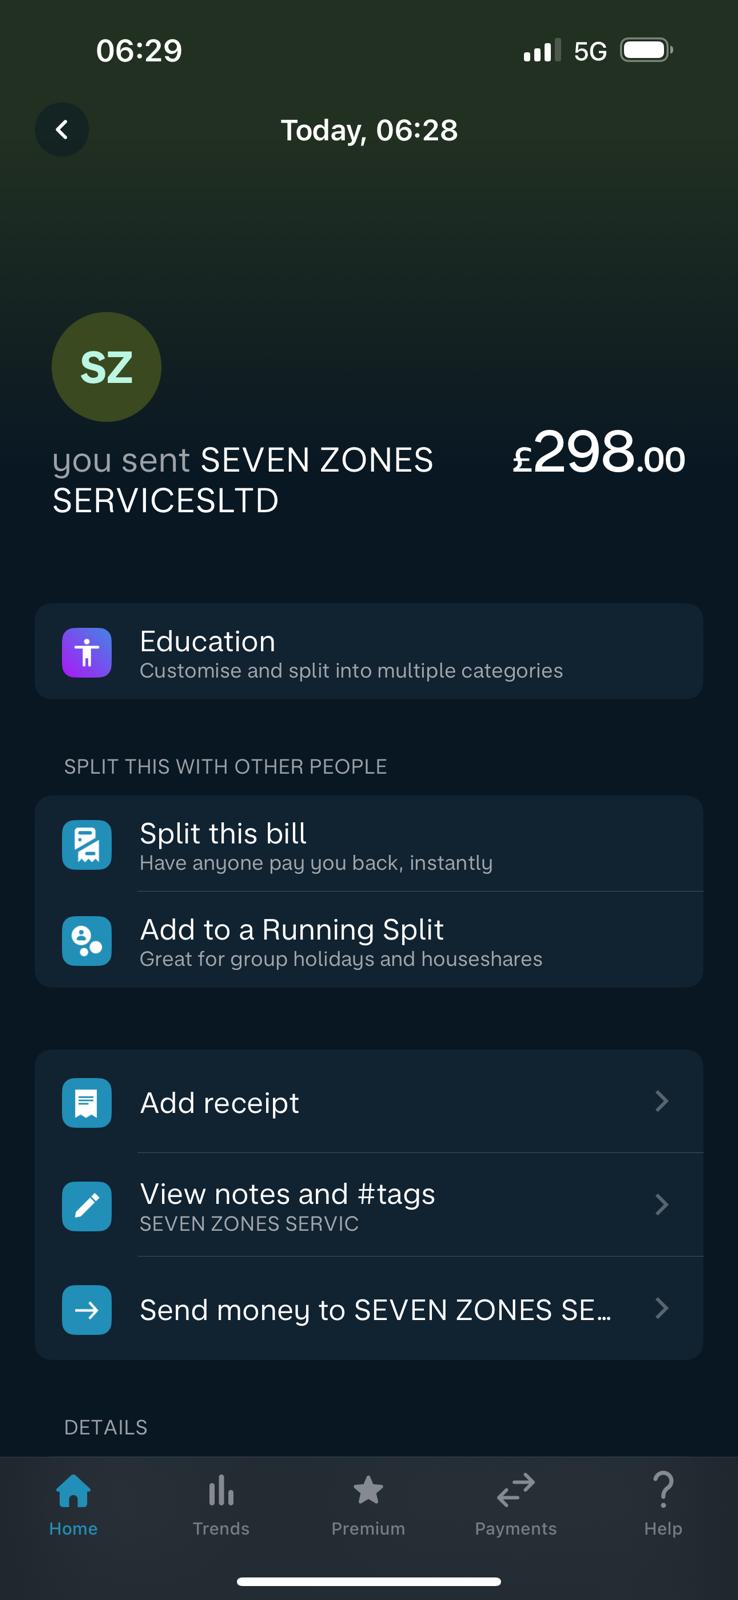 06:29
5G
Today, 06:28
SZ
you sent SEVEN ZONES
SERVICESLTD
£298.00
Education
Customise and split into multiple categories
SPLIT THIS WITH OTHER PEOPLE
Split this bill
Have anyone pay you back, instantly
Add to a Running Split
Great for group holidays and houseshares
Add receipt
View notes and #tags
SEVEN ZONES SERVIC
Send money to SEVEN ZONES SE...
DETAILS
Home
Trends
Premium
Payments
Help